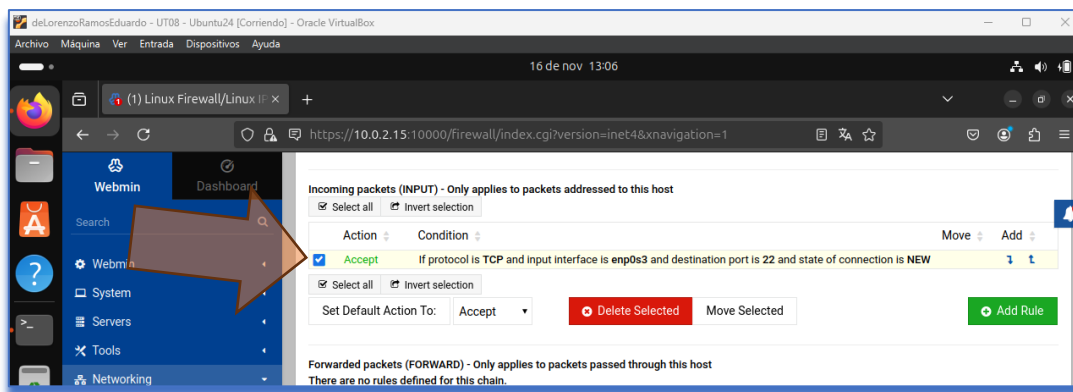 deLorenzoRamosEduardo - UT08 - Ubuntu24 [Corriendo] - Oracle VirtualBox
Archivo Máquina Ver Entrada Dispositivos Ayuda
16 de nov 13:06
(1) Linux Firewall/Linux IP
https://10.0.2.15:10000/firewall/index.cgi?version=inet4&xnavigation=1
Webmin
Dashboard
Search
Webmin
System
Servers
Tools
Networking
Incoming packets (INPUT) - Only applies to packets addressed to this host
Select all Invert selection
Action Condition Move Add
Accept If protocol is TCP and input interface is enp0s3 and destination port is 22 and state of connection is NEW
Select all Invert selection
Set Default Action To: Accept Delete Selected Move Selected Add Rule
Forwarded packets (FORWARD) - Only applies to packets passed through this host
There are no rules defined for this chain.